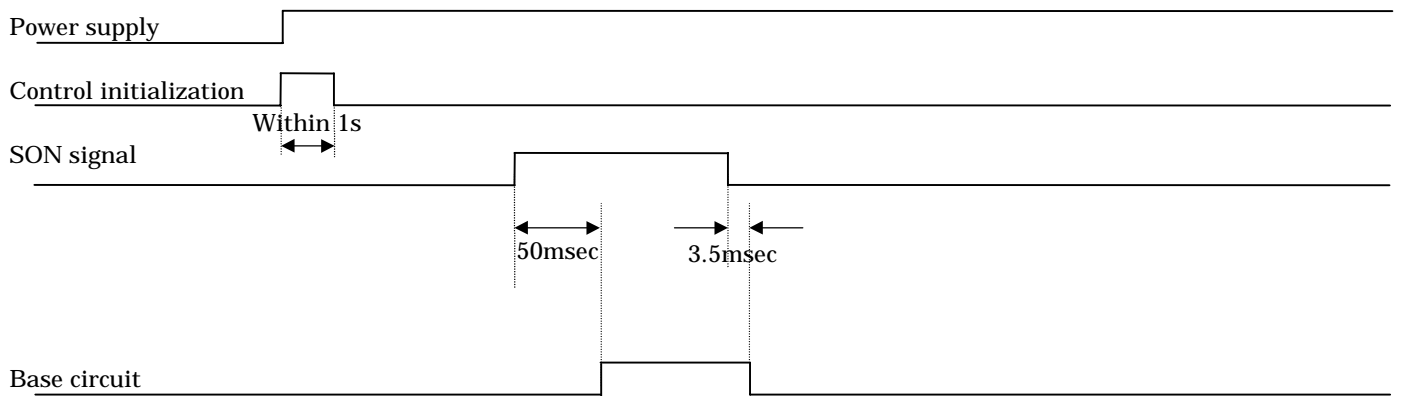 Power supply
Control initialization
Within 1s
SON signal
50msec
3.5msec
Base circuit